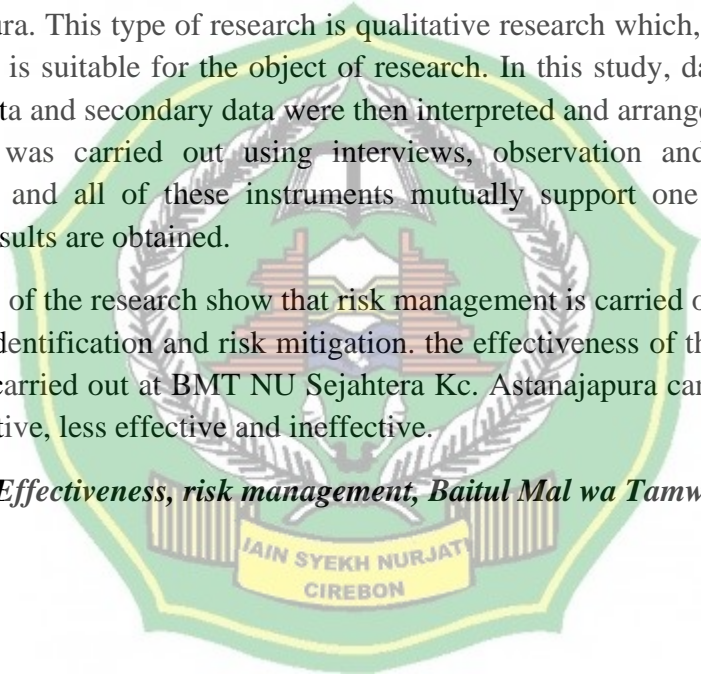 ura. This type of research is qualitative research which,
is suitable for the object of research. In this study, da
ta and secondary data were then interpreted and arrange
was carried out using interviews, observation and
and all of these instruments mutually support one
sults are obtained.
of the research show that risk management is carried o
dentification and risk mitigation. the effectiveness of th
carried out at BMT NU Sejahtera Kc. Astanajapura car
tive, less effective and ineffective.
Effectiveness, risk management, Baitul Mal wa Tamw
IAIN SYEKH NURJATI
CIREBON